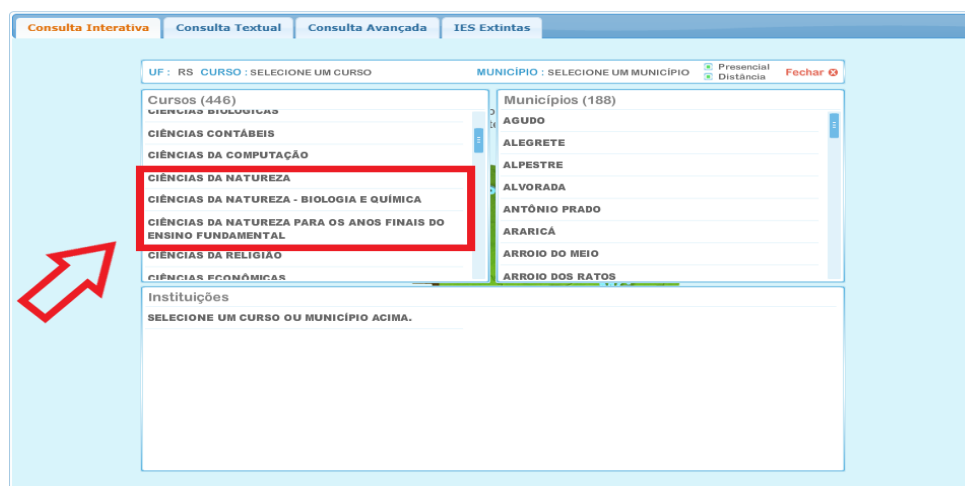 Consulta Interativa Consulta Textual Consulta Avançada IES Extintas
UF : RS CURSO : SELECIONE UM CURSO MUNICÍPIO : SELECIONE UM MUNICÍPIO Presencial Distância Fechar
Cursos (446)
CIÊNCIAS BIOLÓGICAS
CIÊNCIAS CONTÁBEIS
CIÊNCIAS DA COMPUTAÇÃO
CIÊNCIAS DA NATUREZA
CIÊNCIAS DA NATUREZA - BIOLOGIA E QUÍMICA
CIÊNCIAS DA NATUREZA PARA OS ANOS FINAIS DO
ENSINO FUNDAMENTAL
CIÊNCIAS DA RELIGIÃO
CIÊNCIAS ECONÔMICAS
Municípios (188)
AGUDO
ALEGRETE
ALPESTRE
ALVORADA
ANTÔNIO PRADO
ARARICÁ
ARROIO DO MEIO
ARROIO DOS RATOS
Instituições
SELECIONE UM CURSO OU MUNICÍPIO ACIMA.